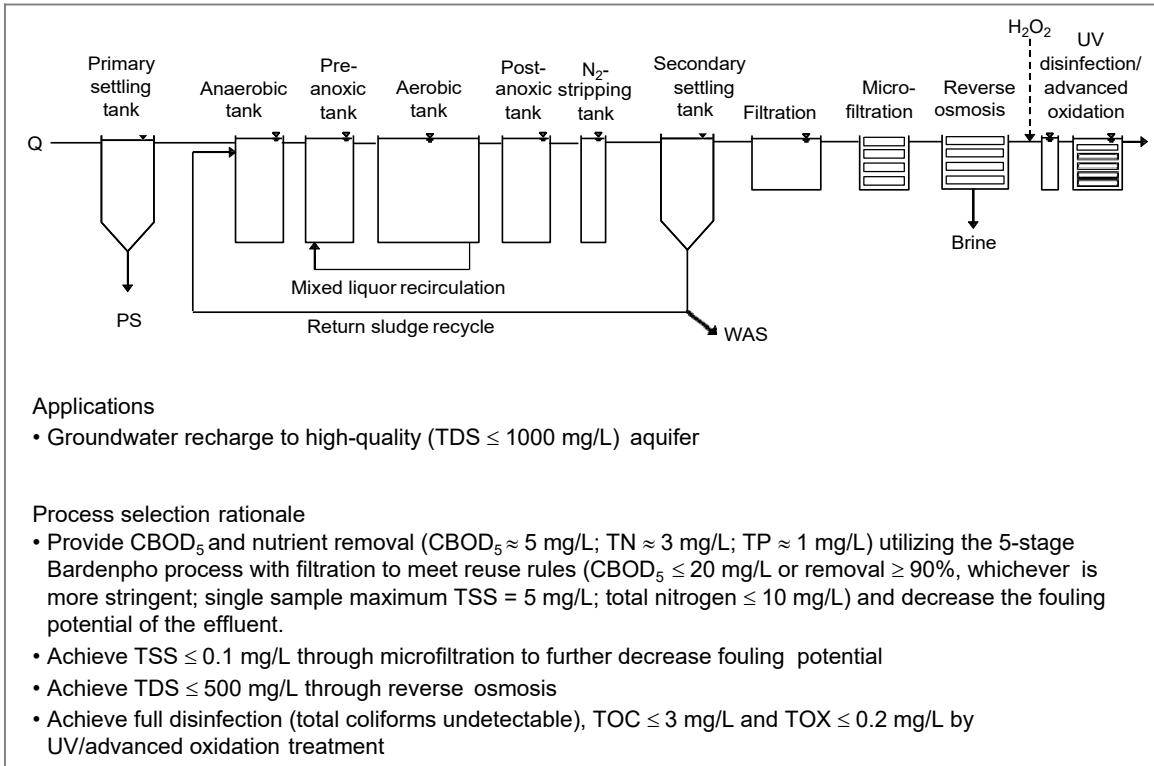 H₂O₂
UV
disinfection/
advanced
oxidation
Primary
settling
tank
Anaerobic
tank
Pre-
anoxic
tank
Aerobic
tank
Post-
anoxic
tank
N₂-
stripping
tank
Secondary
settling
tank
Filtration
Micro-
filtration
Reverse
osmosis
Q
Brine
Mixed liquor recirculation
PS
Return sludge recycle
WAS
Applications
• Groundwater recharge to high-quality (TDS ≤ 1000 mg/L) aquifer
Process selection rationale
• Provide CBOD₅ and nutrient removal (CBOD₅ ≈ 5 mg/L; TN ≈ 3 mg/L; TP ≈ 1 mg/L) utilizing the 5-stage
Bardenpho process with filtration to meet reuse rules (CBOD₅ ≤ 20 mg/L or removal ≥ 90%, whichever is
more stringent; single sample maximum TSS = 5 mg/L; total nitrogen ≤ 10 mg/L) and decrease the fouling
potential of the effluent.
• Achieve TSS ≤ 0.1 mg/L through microfiltration to further decrease fouling potential
• Achieve TDS ≤ 500 mg/L through reverse osmosis
• Achieve full disinfection (total coliforms undetectable), TOC ≤ 3 mg/L and TOX ≤ 0.2 mg/L by
UV/advanced oxidation treatment